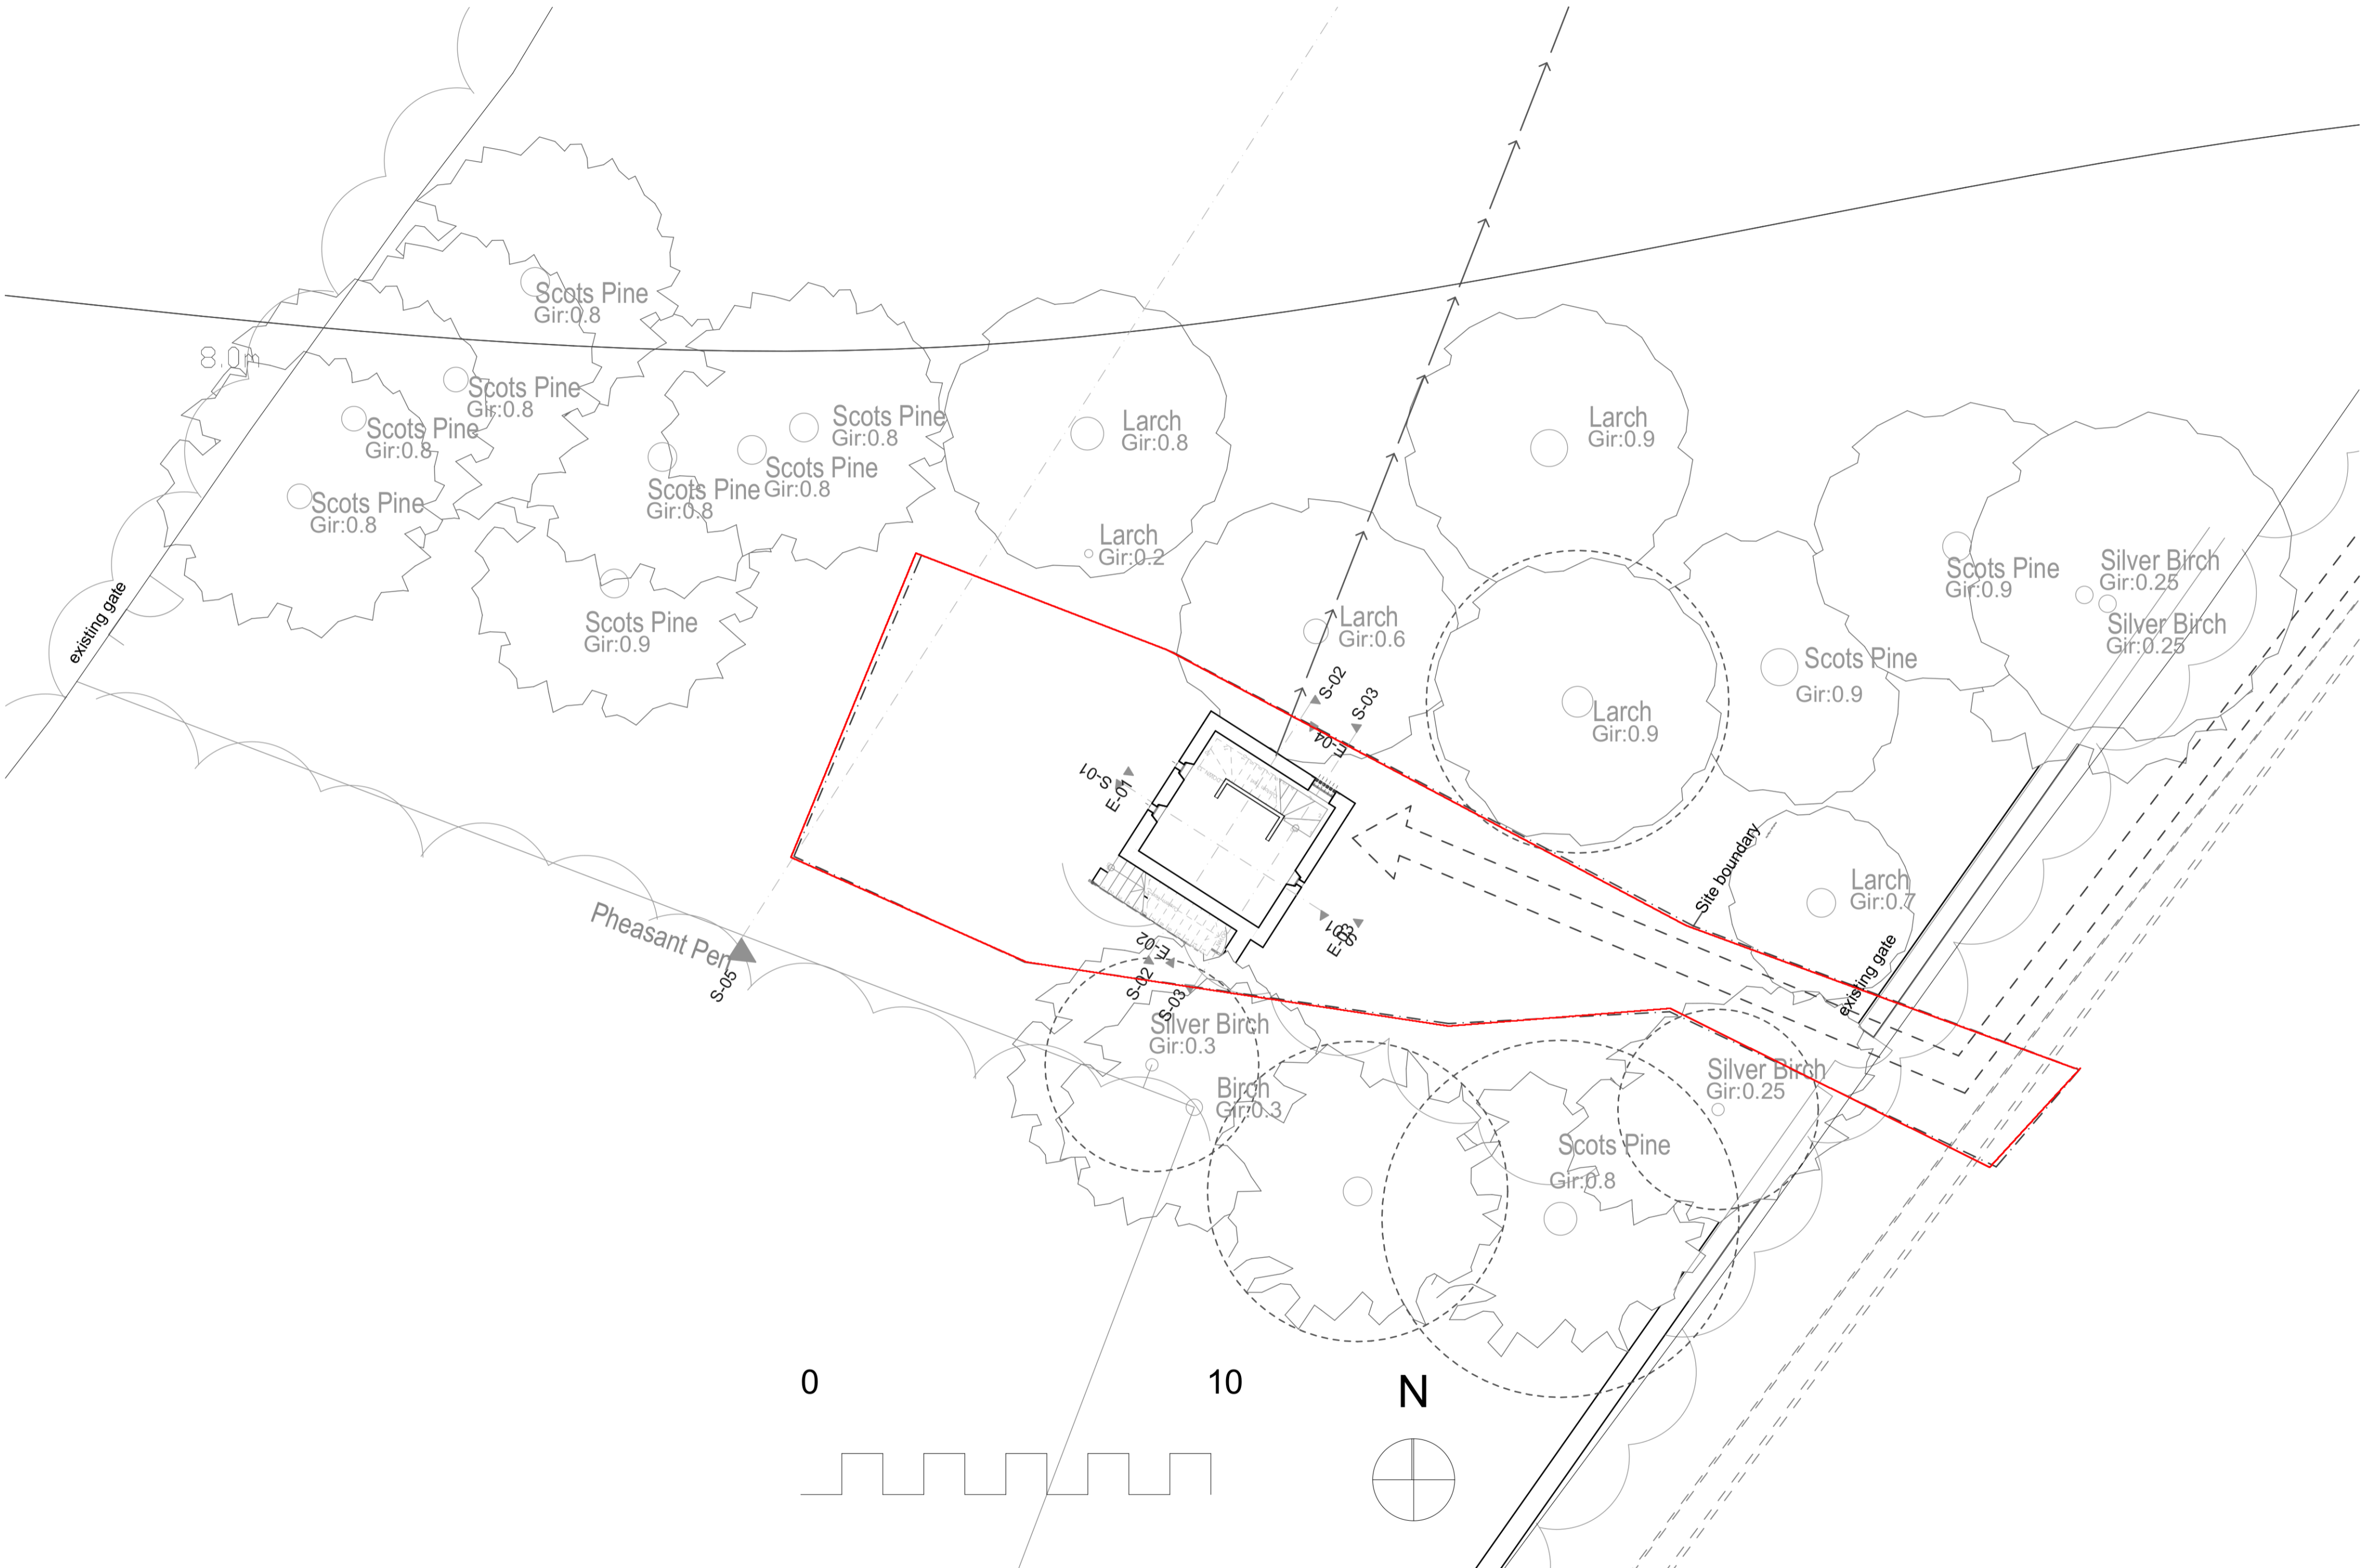 Scots Pine
Gir:0.8
8.0m
Scots Pine
Gir:0.8
Scots Pine
Gir:0.8
Scots Pine
Gir:0.8
Scots Pine
Gir:0.8
Scots Pine
Gir:0.8
Scots Pine
Gir:0.8
Larch
Gir:0.8
Larch
Gir:0.9
Larch
Gir:0.2
Scots Pine
Gir:0.9
Silver Birch
Gir:0.25
Silver Birch
Gir:0.25
existing gate
Scots Pine
Gir:0.9
Larch
Gir:0.6
Scots Pine
Gir:0.9
S-02
S-03
Larch
Gir:0.9
E-04
S-01
E-01
Site boundary
Larch
Gir:0.7
Pheasant Pen
S-05
E-02
S-02
S-03
S-01
E-03
existing gate
Silver Birch
Gir:0.3
Birch
Gir:0.3
Silver Birch
Gir:0.25
Scots Pine
Gir:0.8
0
10
N